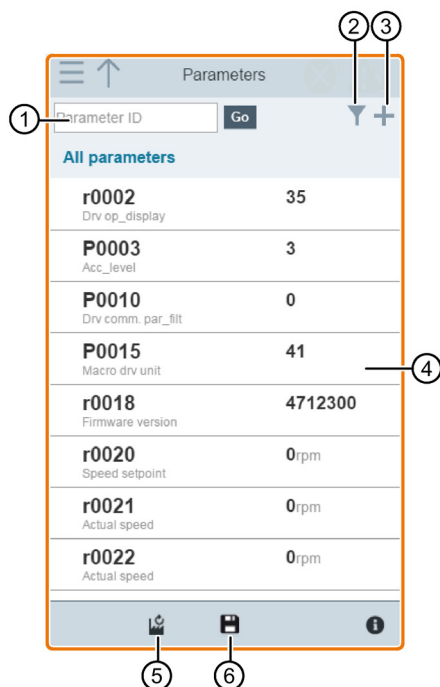 ② ③
Parameters
① Parameter ID Go
All parameters
r0002 35
Drv op_display
P0003 3
Acc_level
P0010 0
Drv comm. par_filt
P0015 41
Macro drv unit
④
r0018 4712300
Firmware version
r0020 0rpm
Speed setpoint
r0021 0rpm
Actual speed
r0022 0rpm
Actual speed
⑤ ⑥